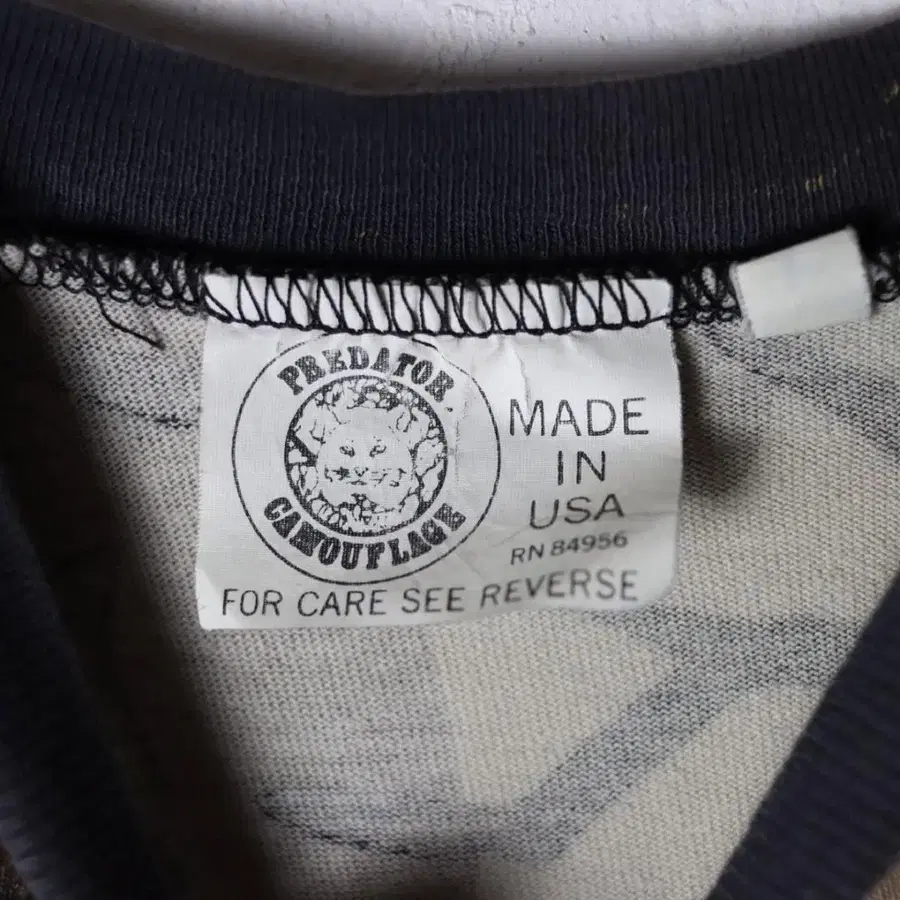 PREDATOR
CAMOUFLAGE
MADE
IN
USA
RN 84956
FOR CARE SEE REVERSE